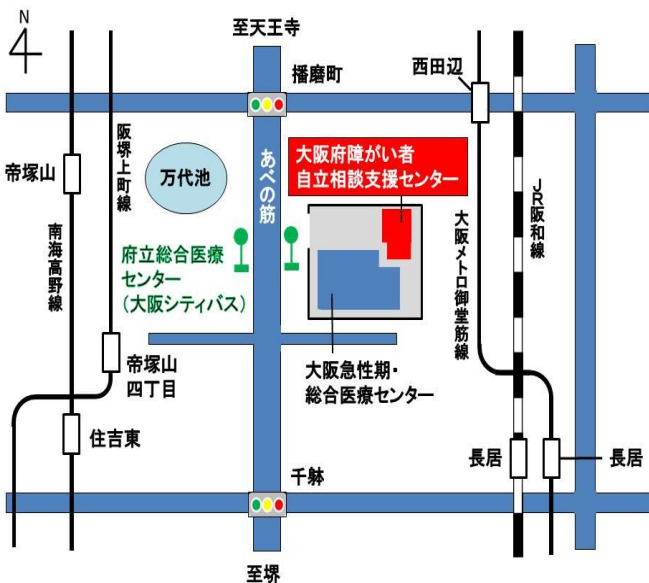 N
至天王寺
播磨町
西田辺
阪堺上町線
帝塚山
万代池
あべの筋
大阪府障がい者
自立相談支援センター
JR阪和線
南海高野線
府立総合医療
センター
(大阪シティバス)
大阪メトロ御堂筋線
帝塚山
四丁目
大阪急性期・
総合医療センター
住吉東
長居
長居
千躰
至堺